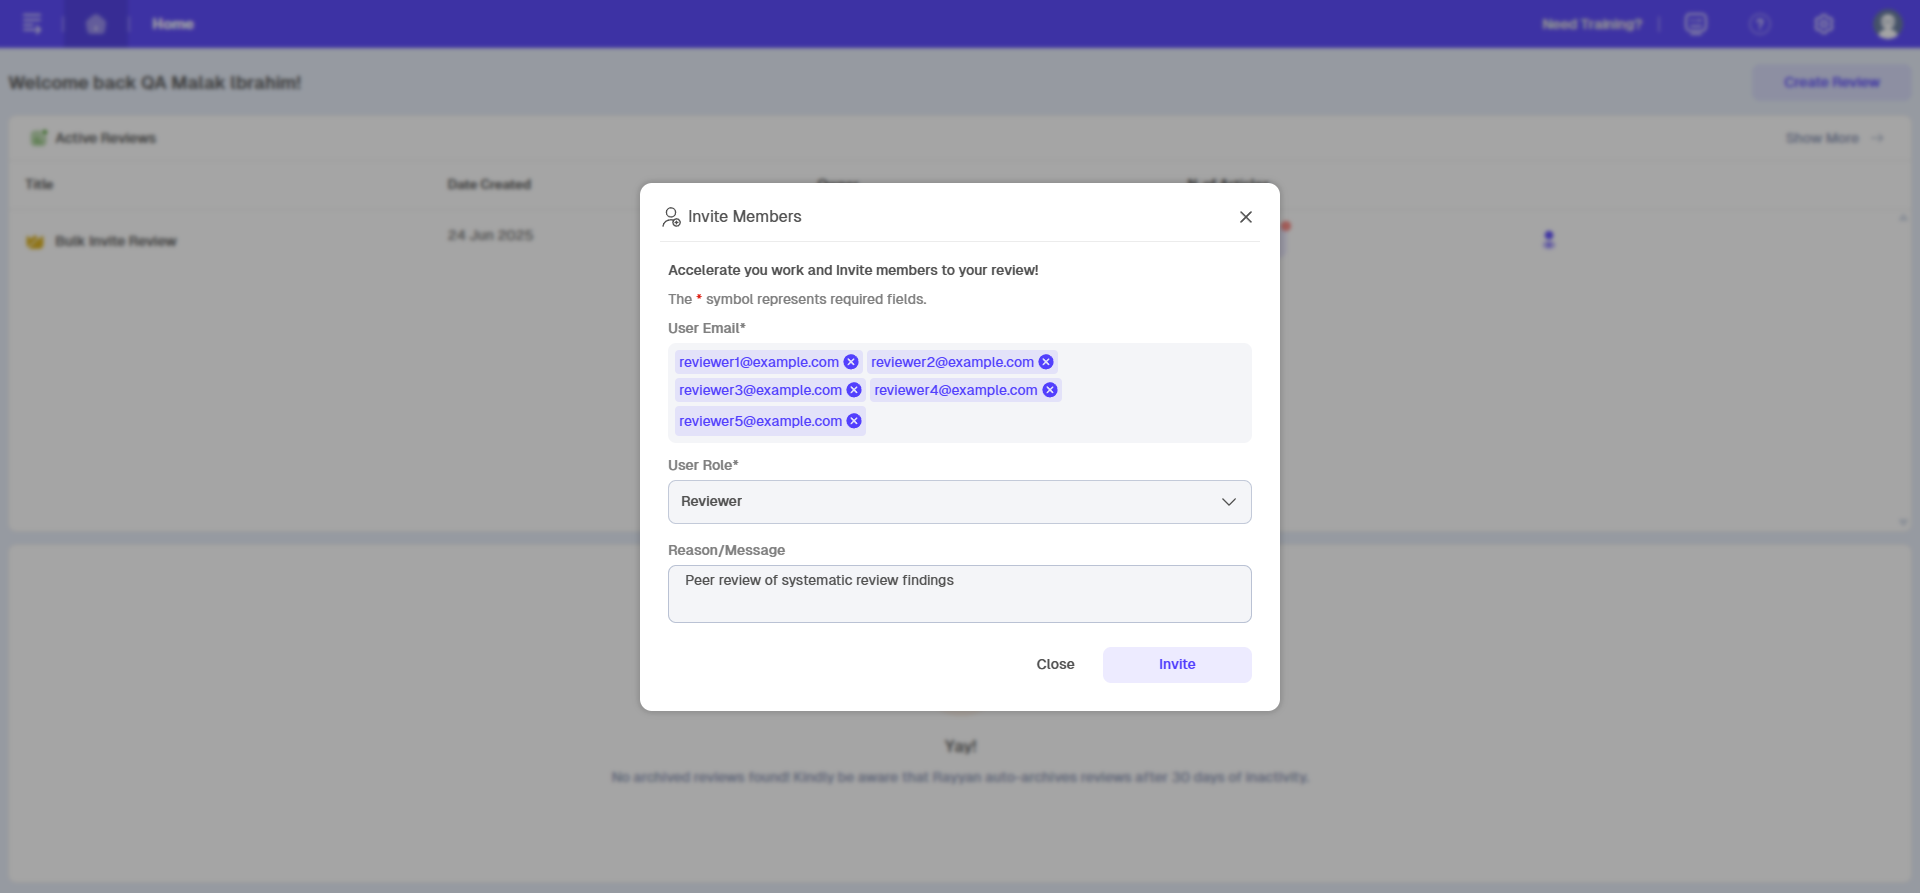 Home
Need Training?
Welcome back QA Malak Ibrahim!
Create Review
Active Reviews
Show More
Title
Date Created
24 Jun 2025
Bulk Invite Review
Invite Members
Accelerate you work and Invite members to your review!
The * symbol represents required fields.
User Email*
reviewer1@example.com
reviewer2@example.com
reviewer3@example.com
reviewer4@example.com
reviewer5@example.com
User Role*
Reviewer
Reason/Message
Peer review of systematic review findings
Close
Invite
Yay!
No archived reviews found! Kindly be aware that Rayyan auto-archives reviews after 30 days of inactivity.